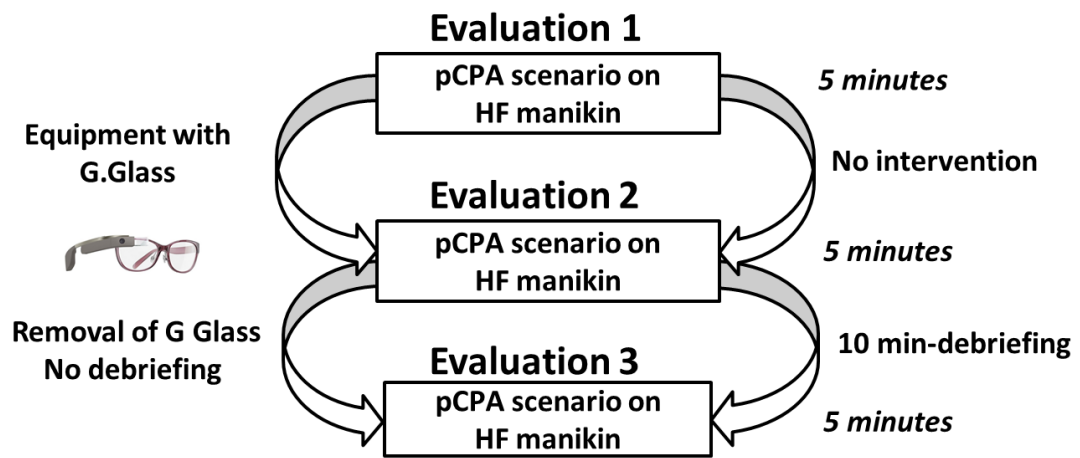 Evaluation 1
pCPA scenario on
HF manikin
5 minutes
Equipment with
G.Glass
No intervention
Evaluation 2
pCPA scenario on
HF manikin
5 minutes
Removal of G Glass
No debriefing
10 min-debriefing
Evaluation 3
pCPA scenario on
HF manikin
5 minutes